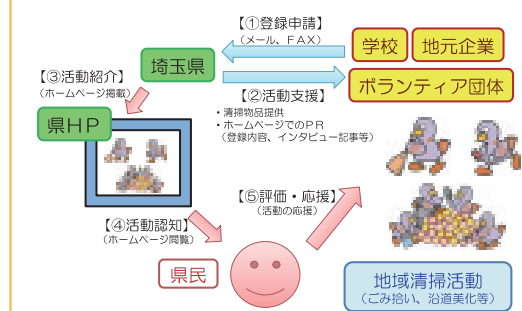 【①登録申請】
(メール、ＦＡＸ)
学校
地元企業
埼玉県
ボランティア団体
【③活動紹介】
(ホームページ掲載)
【②活動支援】
・清掃物品提供
・ホームページでのＰＲ
(登録内容、インタビュー記事等)
県ＨＰ
【④活動認知】
(ホームページ閲覧)
【⑤評価・応援】
(活動の応援)
県民
地域清掃活動
(ごみ拾い、沿道美化等)